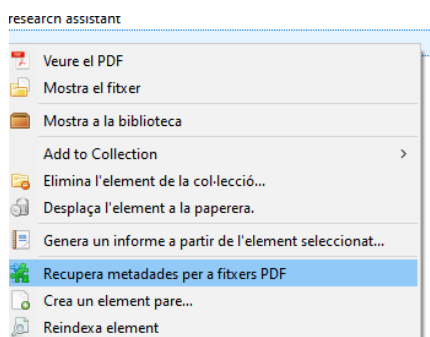 research assistant
Veure el PDF
Mostra el fitxer
Mostra a la biblioteca
Add to Collection
Elimina l'element de la col·lecció...
Desplaça l'element a la paperera.
Genera un informe a partir de l'element seleccionat...
Recupera metadades per a fitxers PDF
Crea un element pare...
Reindexa element